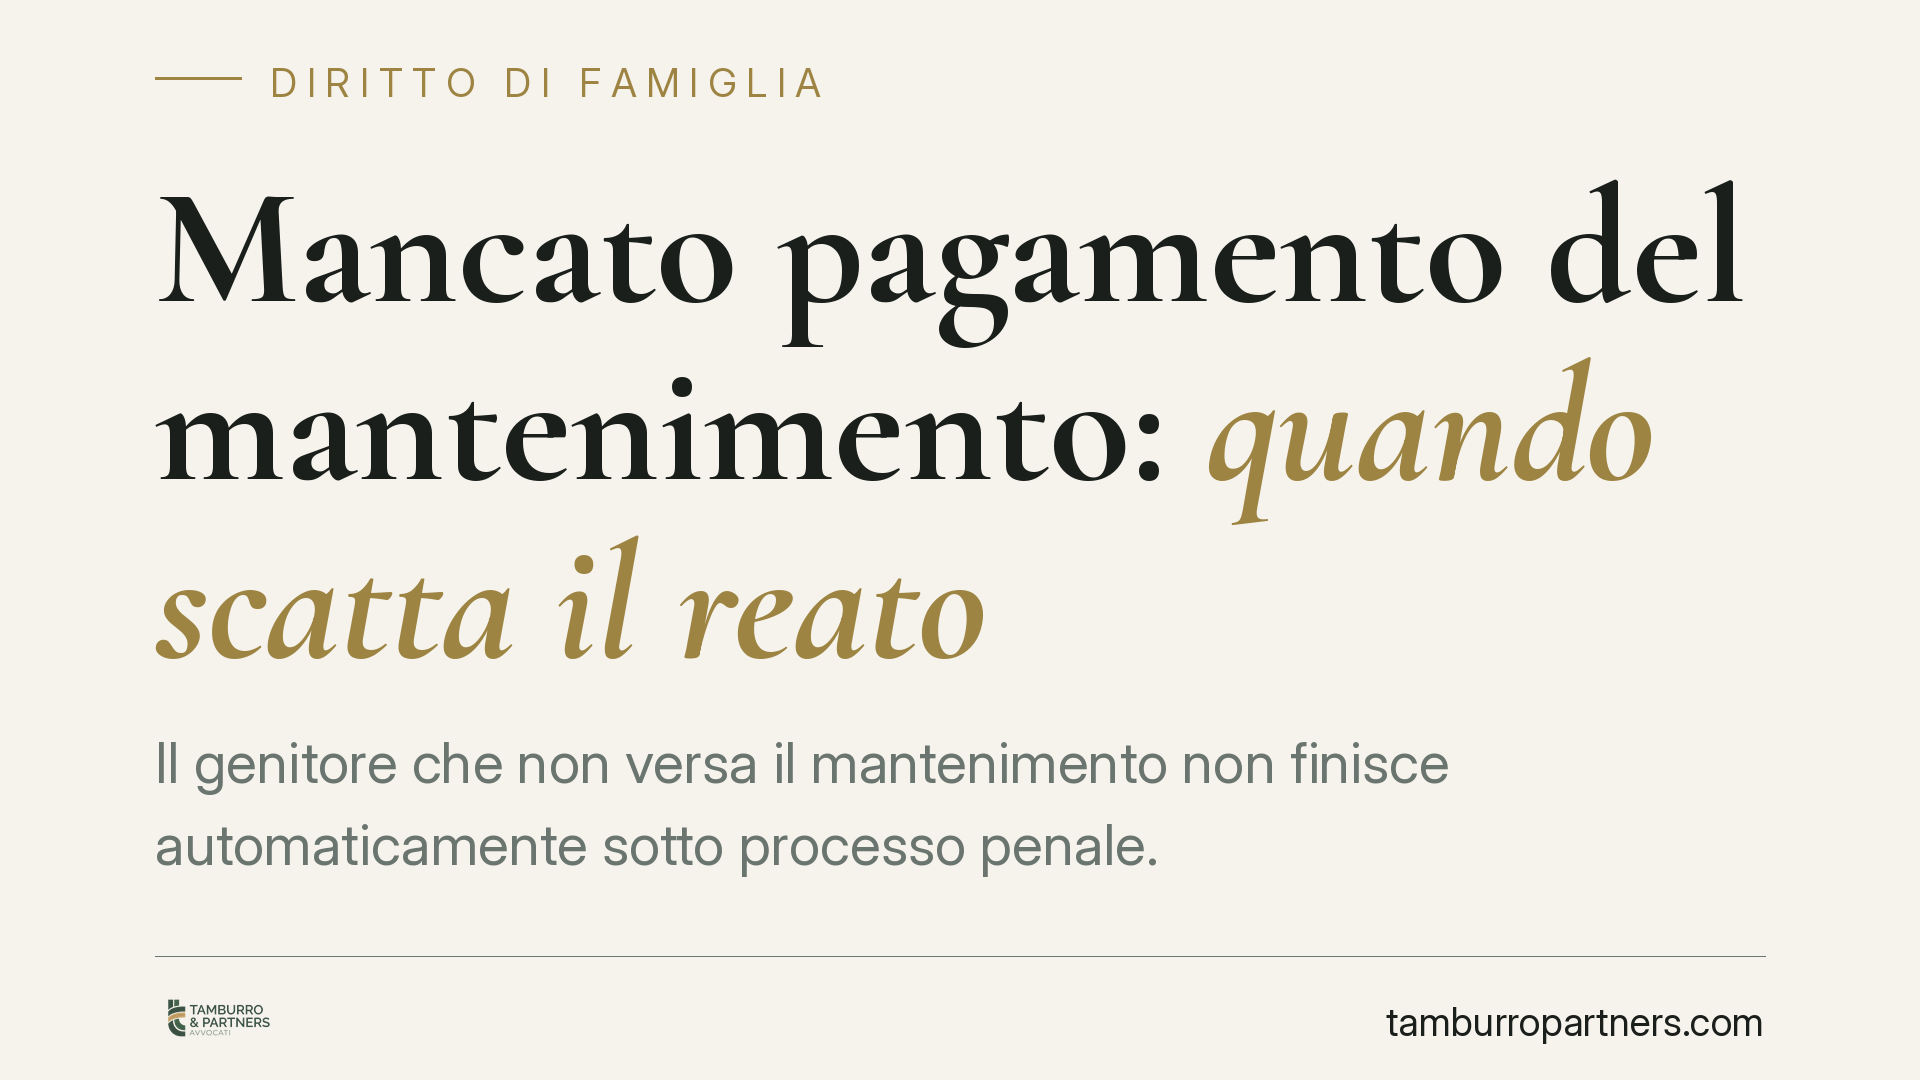 DIRITTO DI FAMIGLIA
Mancato pagamento del
mantenimento: quando
scatta il reato
Il genitore che non versa il mantenimento non finisce
automaticamente sotto processo penale.
TAMBURRO
& PARTNERS
AVVOCATI
tamburropartners.com